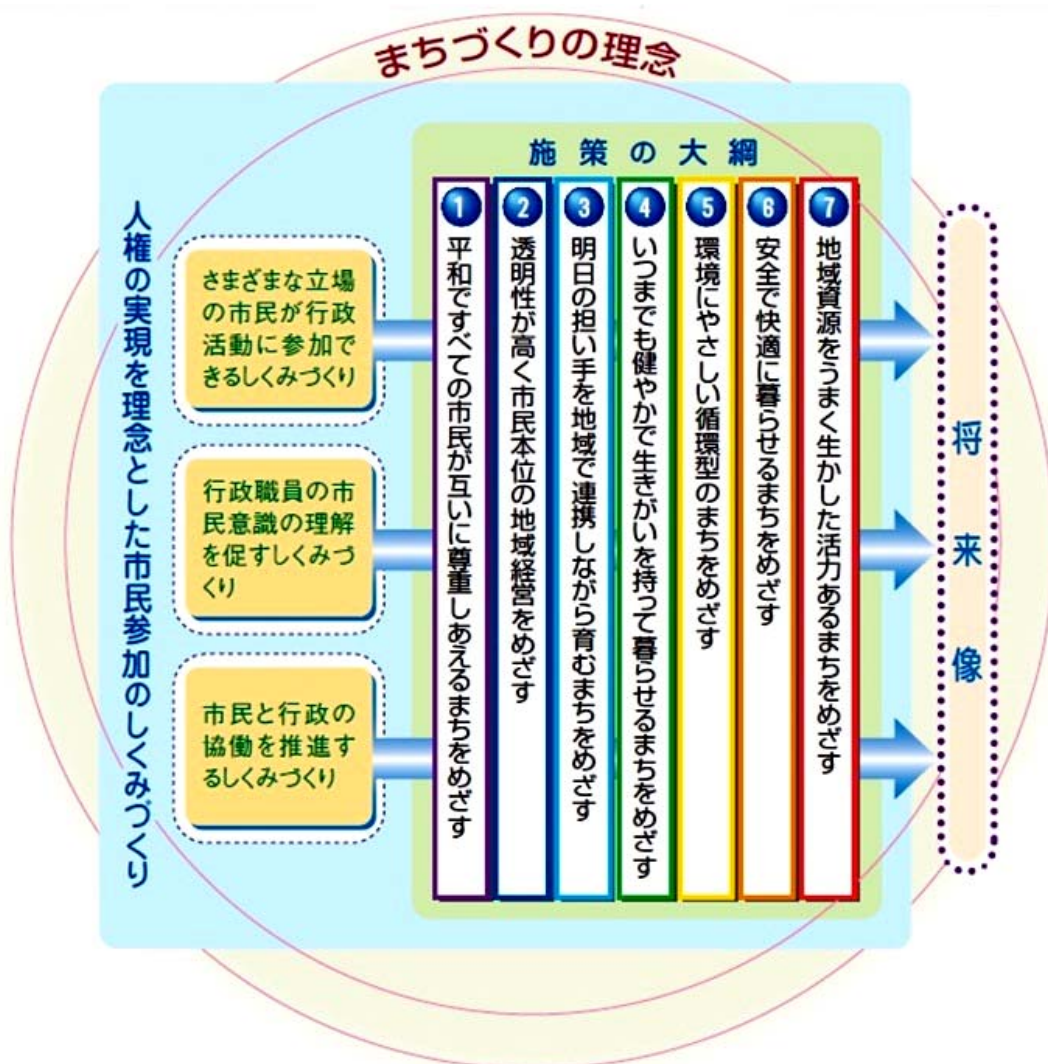 まちづくりの理念
人権の実現を理念とした市民参加のしくみづくり
さまざまな立場
の市民が行政
活動に参加で
きるしくみづくり
行政職員の市
民意識の理解
を促すしくみづ
くり
市民と行政の
協働を推進す
るしくみづくり
施策の大綱
1 平和ですべての市民が互いに尊重しあえるまちをめざす
2 透明性が高く市民本位の地域経営をめざす
3 明日の担い手を地域で連携しながら育むまちをめざす
4 いつまでも健やかで生きがいを持って暮らせるまちをめざす
5 環境にやさしい循環型のまちをめざす
6 安全で快適に暮らせるまちをめざす
7 地域資源をうまく生かした活力あるまちをめざす
将来像